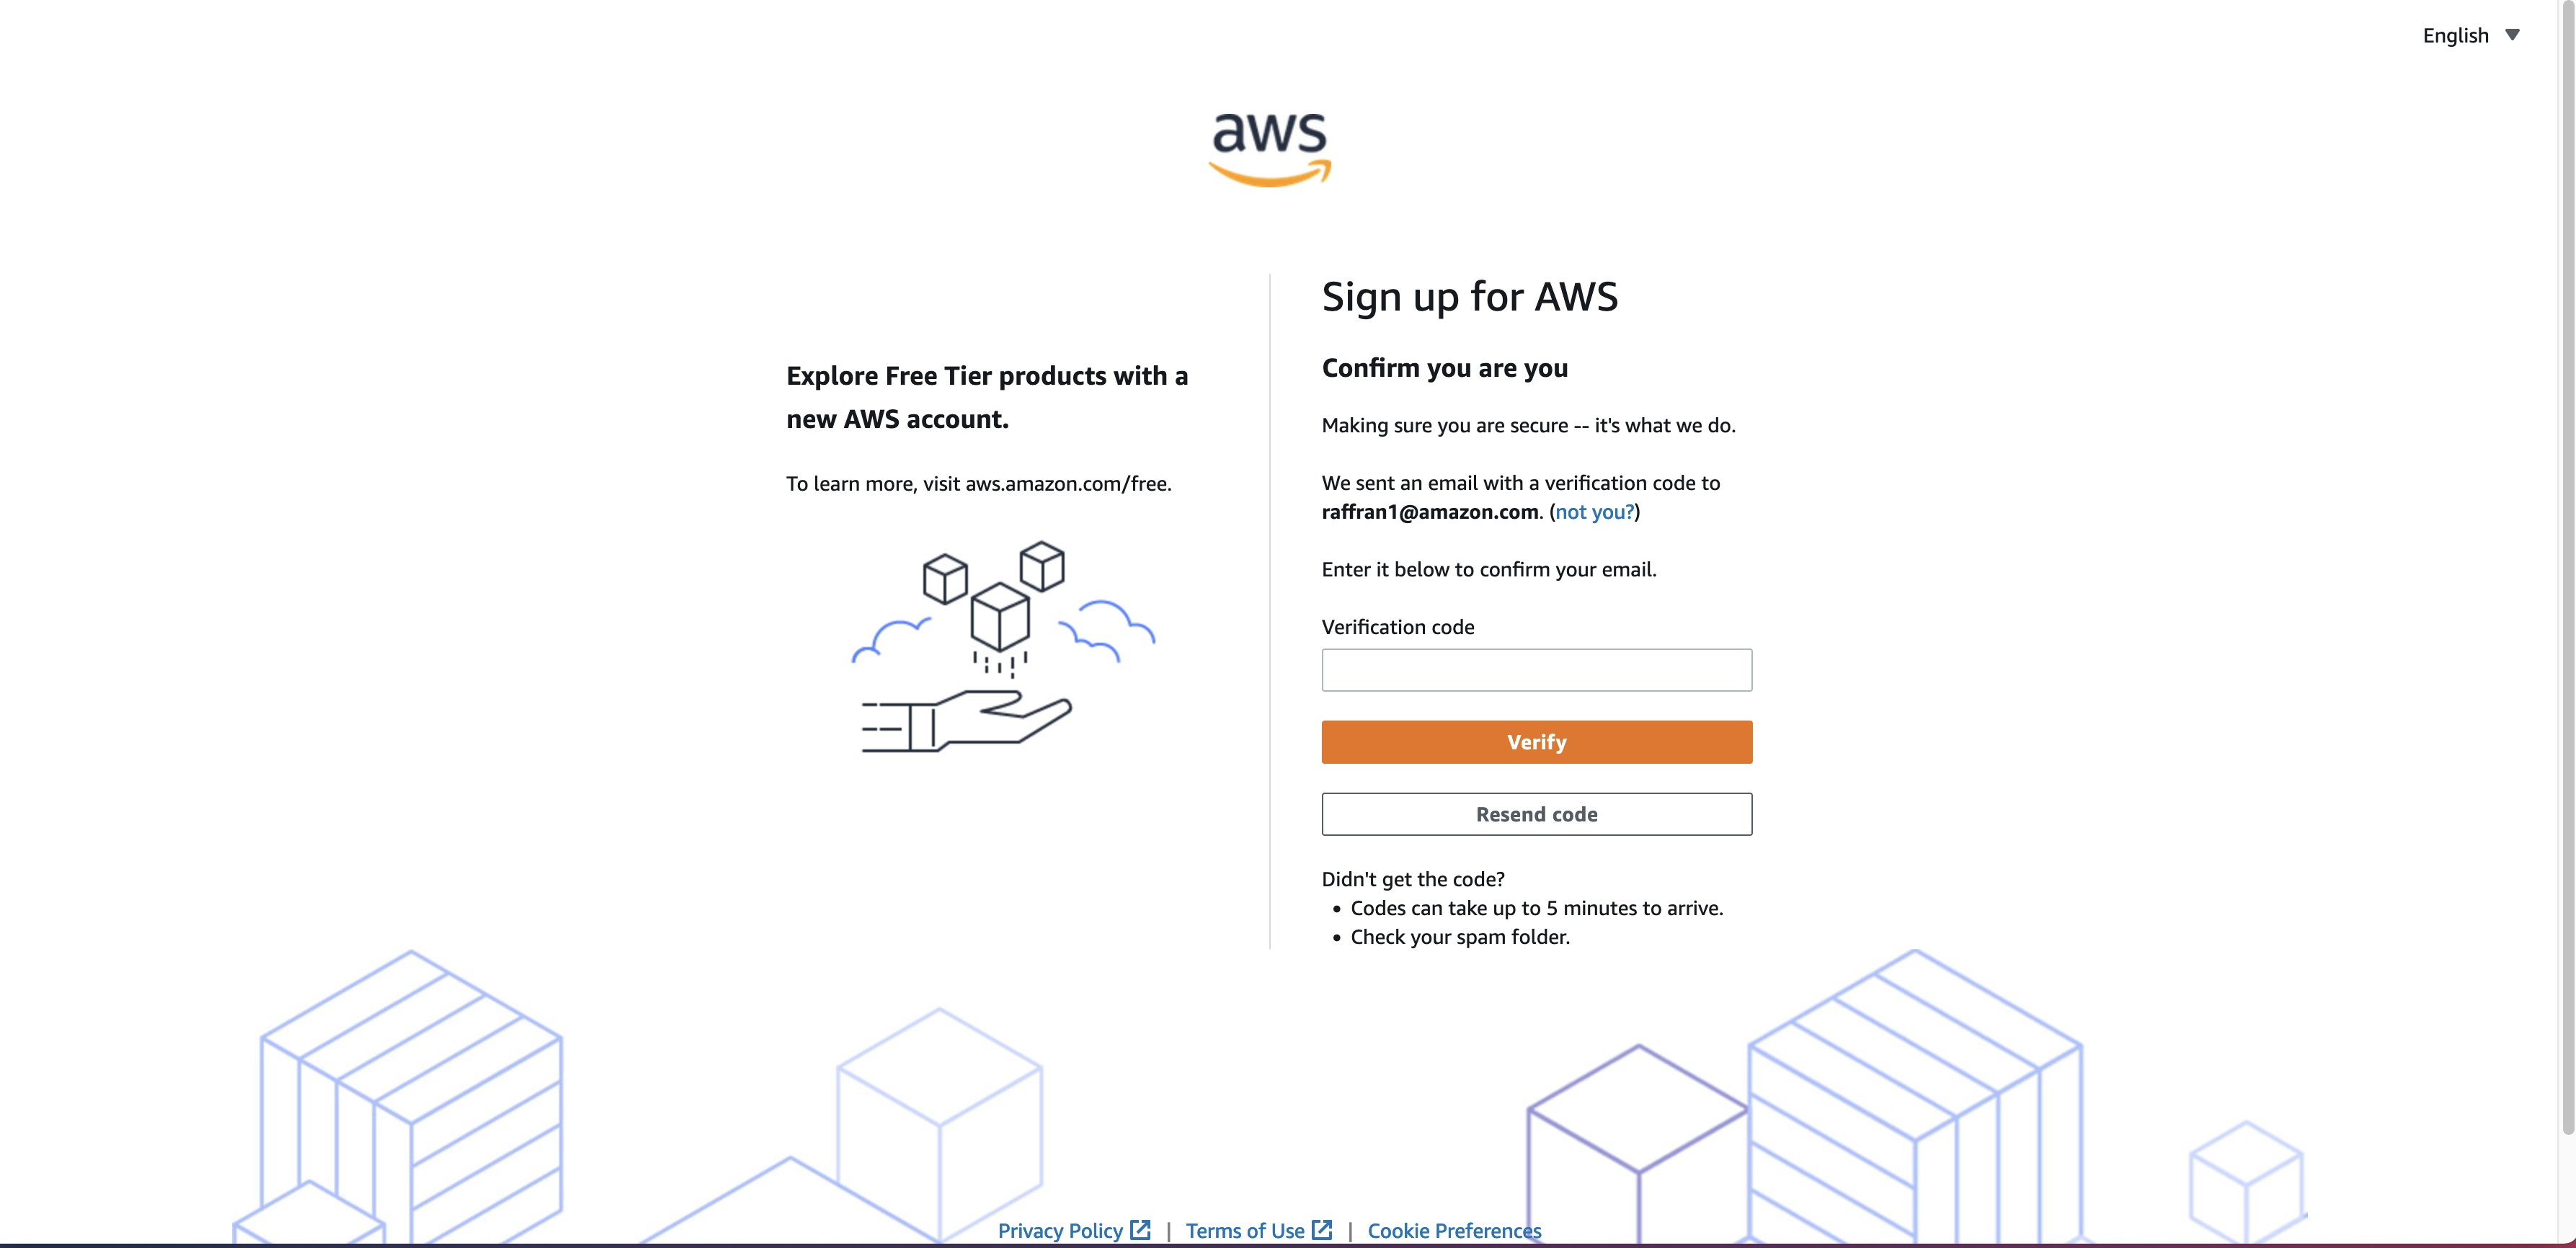 English
aws
Explore Free Tier products with a
new AWS account.
To learn more, visit aws.amazon.com/free.
Sign up for AWS
Confirm you are you
Making sure you are secure -- it's what we do.
We sent an email with a verification code to
raffran1@amazon.com. (not you?)
Enter it below to confirm your email.
Verification code
Verify
Resend code
Didn't get the code?
• Codes can take up to 5 minutes to arrive.
• Check your spam folder.
Privacy Policy | Terms of Use | Cookie Preferences